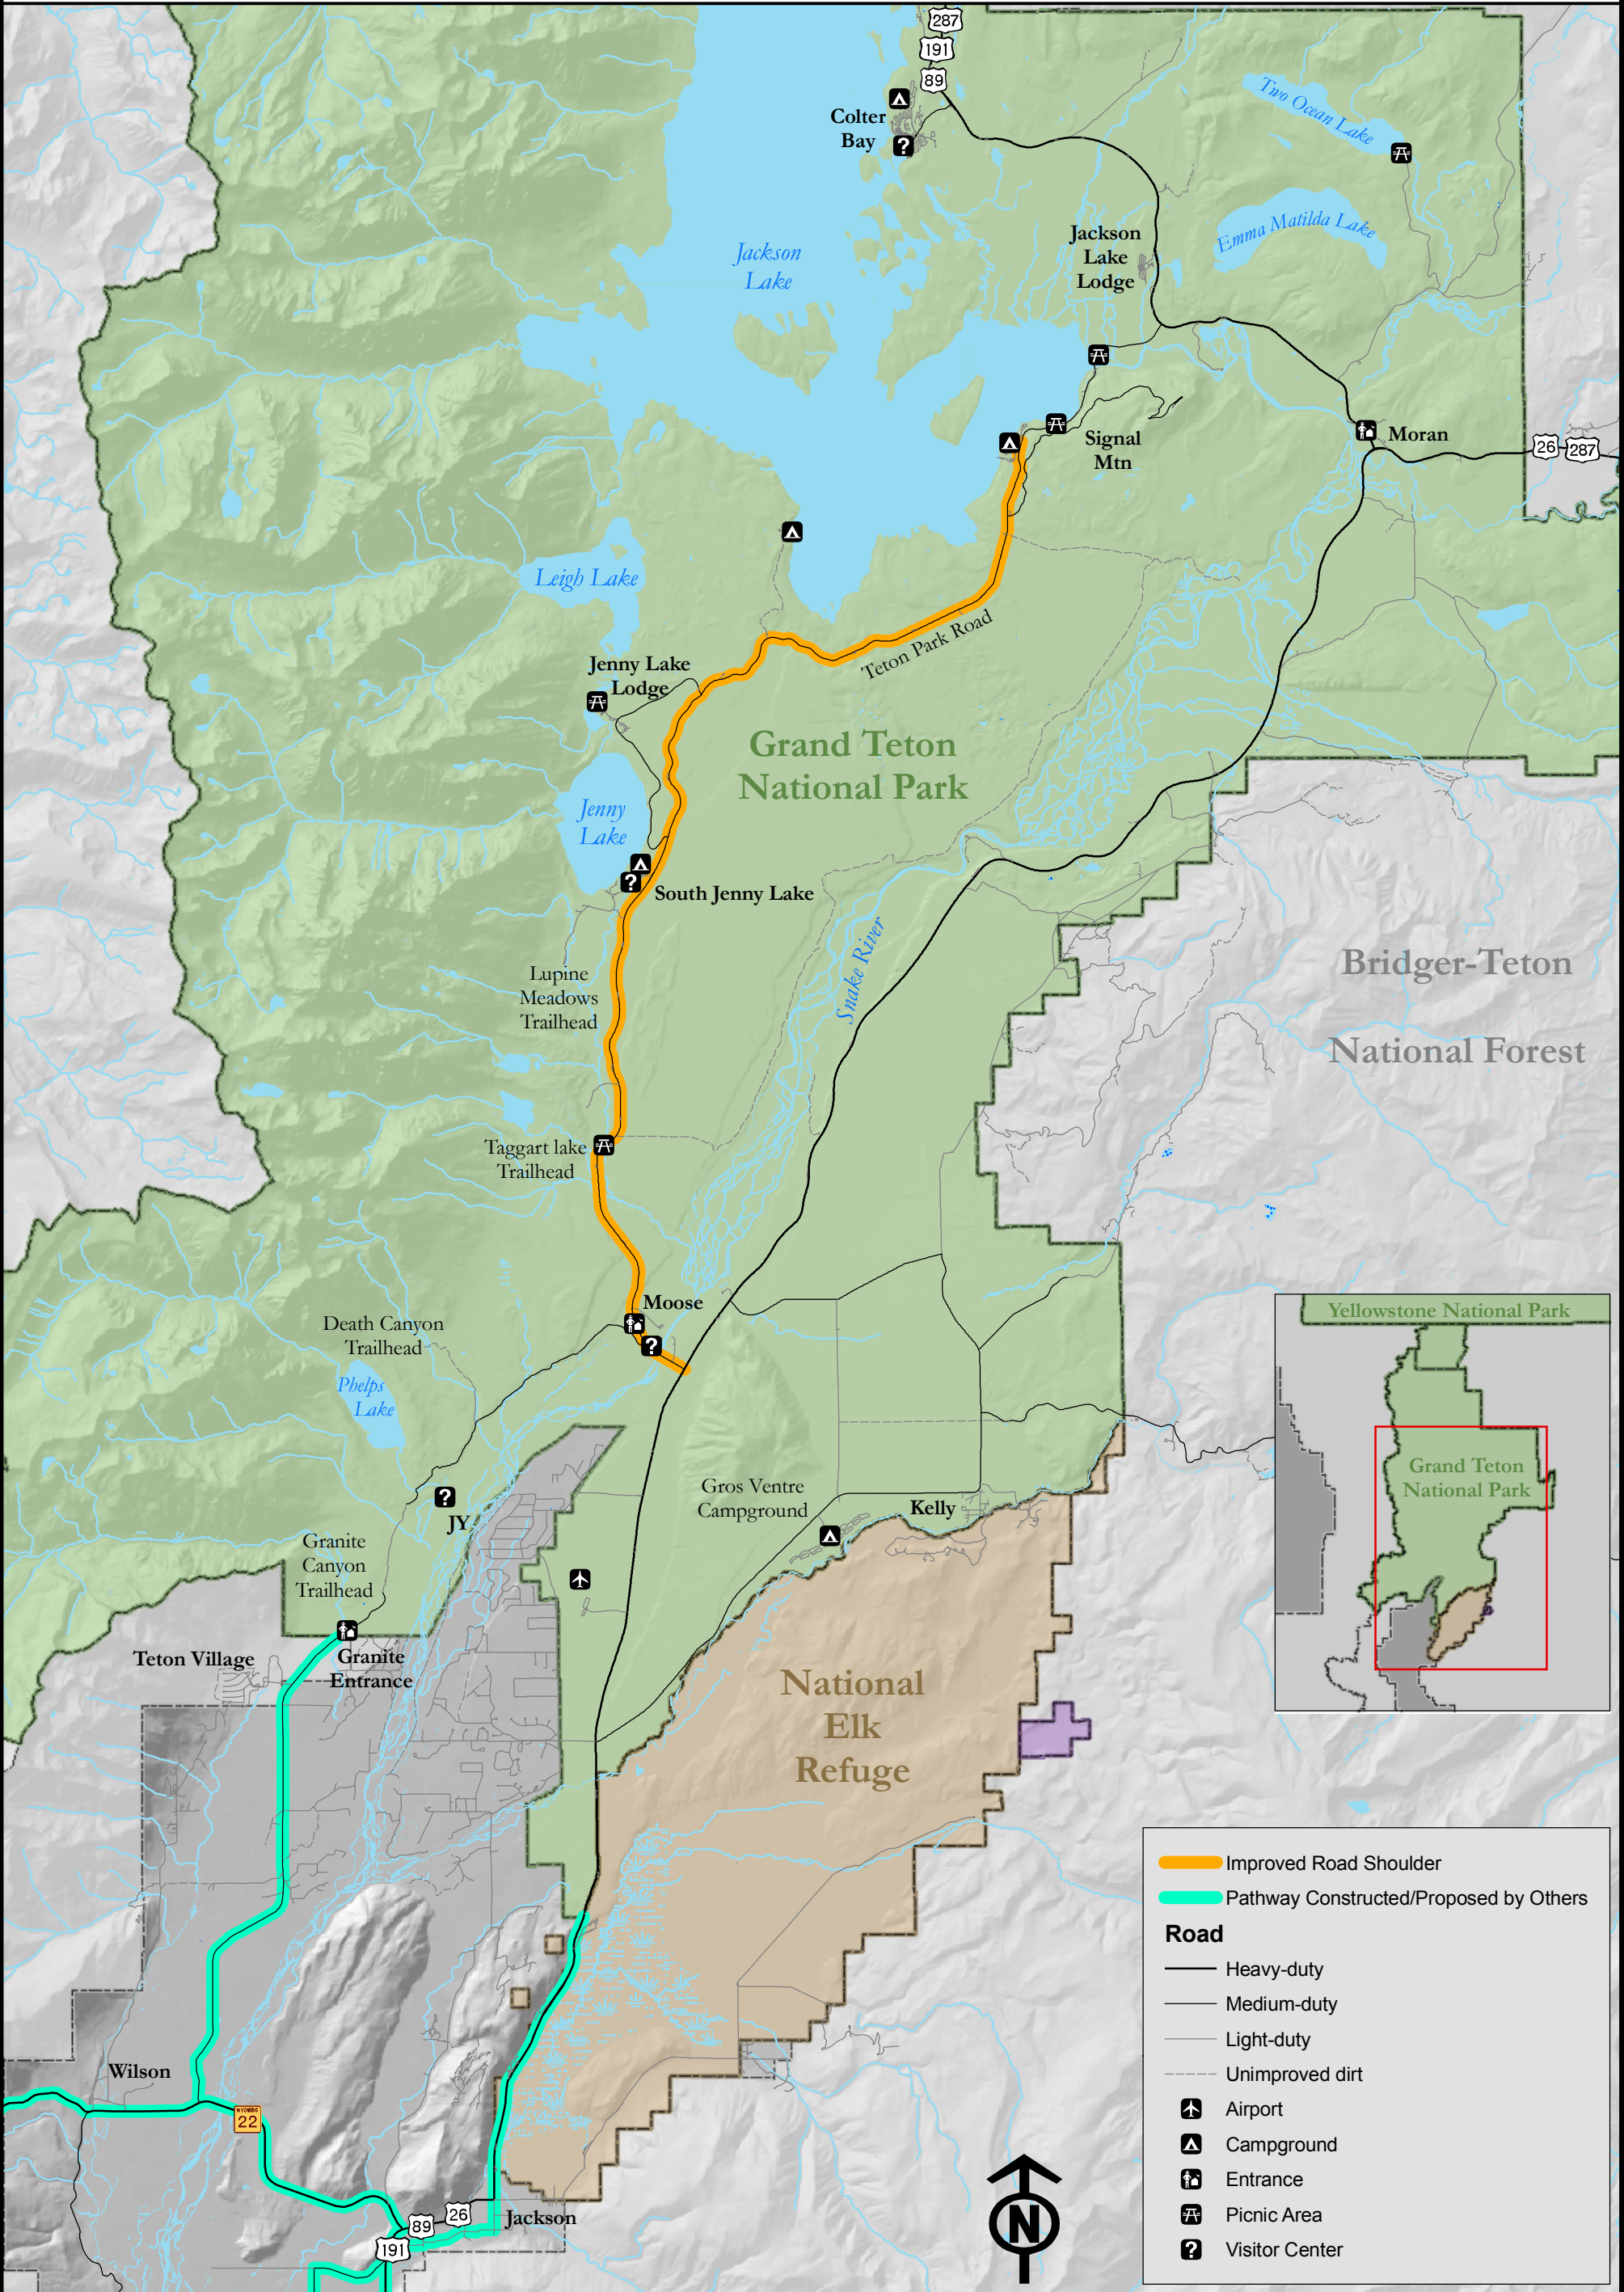 287
191
89
Colter
Bay
?
Two Ocean Lake
Jackson
Lake
Lodge
Emma Matilda Lake
Jackson
Lake
Signal
Mtn
Moran
26
287
Leigh Lake
Teton Park Road
Jenny Lake
Lodge
Grand Teton
National Park
Jenny
Lake
?
South Jenny Lake
Snake River
Bridger-Teton
National Forest
Lupine
Meadows
Trailhead
Taggart lake
Trailhead
Moose
?
Death Canyon
Trailhead
Phelps
Lake
Yellowstone National Park
Grand Teton
National Park
?
JY
Gros Ventre
Campground
Kelly
Granite
Canyon
Trailhead
Teton Village
Granite
Entrance
National
Elk
Refuge
Wilson
WYOMING
22
89
26
191
Jackson
N
Improved Road Shoulder
Pathway Constructed/Proposed by Others
Road
Heavy-duty
Medium-duty
Light-duty
Unimproved dirt
Airport
Campground
Entrance
Picnic Area
? Visitor Center